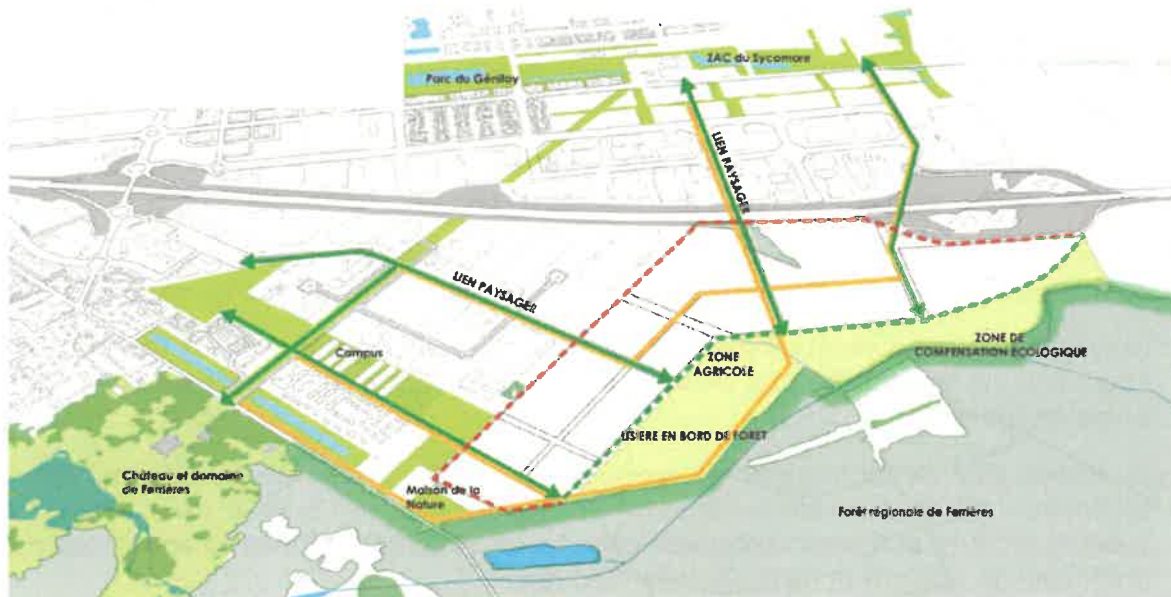 ZAC du Sycomore
Parc du Génitoy
LIEN PAYSAGER
LIEN PAYSAGER
Campus
ZONE
AGRICOLE
ZONE DE
COMPENSATION ECOLOGIQUE
LISIERE EN BORD DE FORET
Château et domaine
de Ferrières
Maison de la
Nature
Forêt régionale de Ferrières